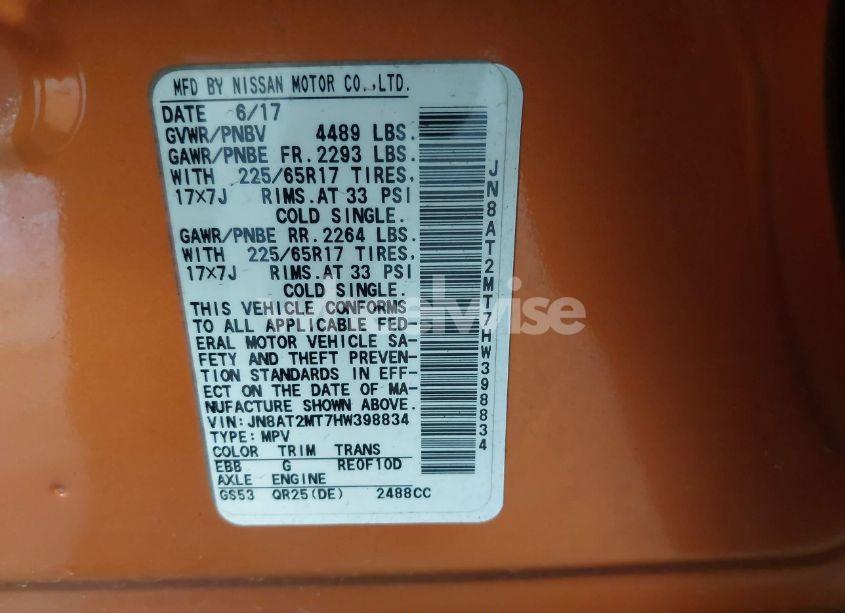 MFD BY NISSAN MOTOR CO.,LTD.
DATE 6/17
GVWR/PNBV 4489 LBS.
GAWR/PNBE FR. 2293 LBS.
WITH 225/65R17 TIRES,
17×7J RIMS.AT 33 PSI
COLD SINGLE.
GAWR/PNBE RR. 2264 LBS.
WITH 225/65R17 TIRES,
17×7J RIMS.AT 33 PSI
COLD SINGLE.
THIS VEHICLE CONFORMS
TO ALL APPLICABLE FED-
ERAL MOTOR VEHICLE SA-
FETY AND THEFT PREVEN-
TION STANDARDS IN EFF-
ECT ON THE DATE OF MA-
NUFACTURE SHOWN ABOVE.
VIN:JN8AT2MT7HW398834
TYPE:MPV
COLOR TRIM TRANS
EBB G RE0F10D
AXLE ENGINE
GS53 QR25(DE) 2488CC
JN8AT2MT7HW398834